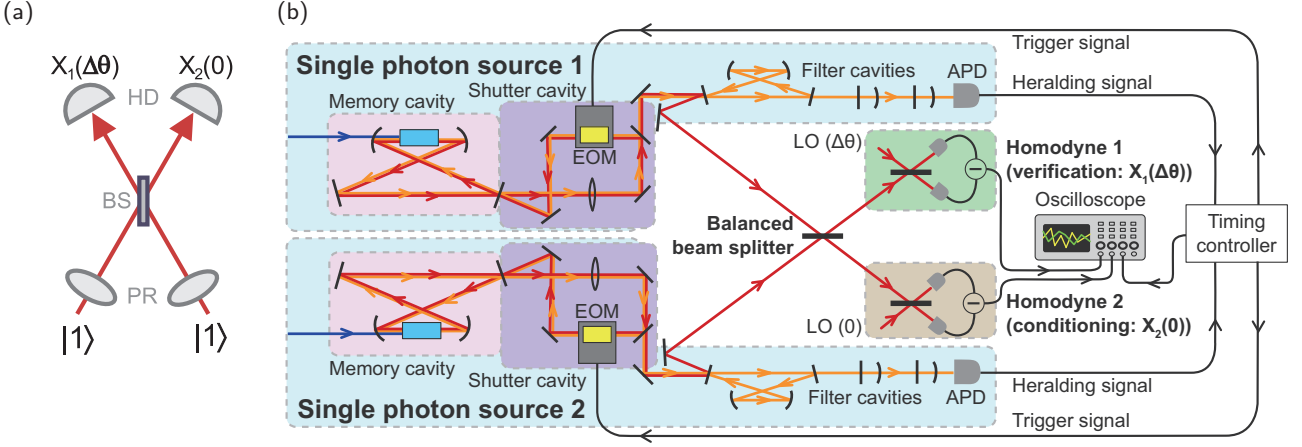 (a)
X₁(Δθ)
X₂(0)
HD
BS
PR
|1⟩
|1⟩
(b)
Single photon source 1
Memory cavity
Shutter cavity
EOM
Filter cavities
APD
Trigger signal
Heralding signal
LO (Δθ)
Homodyne 1
(verification: X₁(Δθ))
Oscilloscope
Balanced
beam splitter
Timing
controller
LO (0)
Homodyne 2
(conditioning: X₂(0))
EOM
Memory cavity
Shutter cavity
Single photon source 2
Filter cavities
APD
Heralding signal
Trigger signal